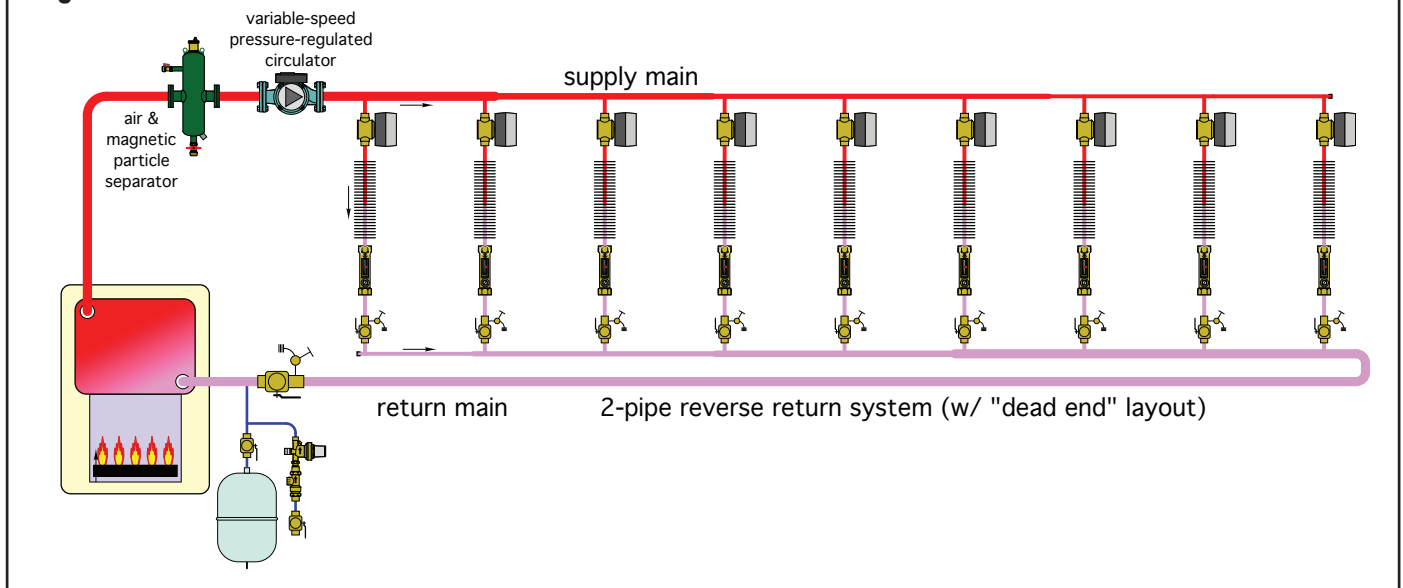 variable-speed
pressure-regulated
circulator
supply main
air &
magnetic
particle
separator
return main
2-pipe reverse return system (w/ "dead end" layout)